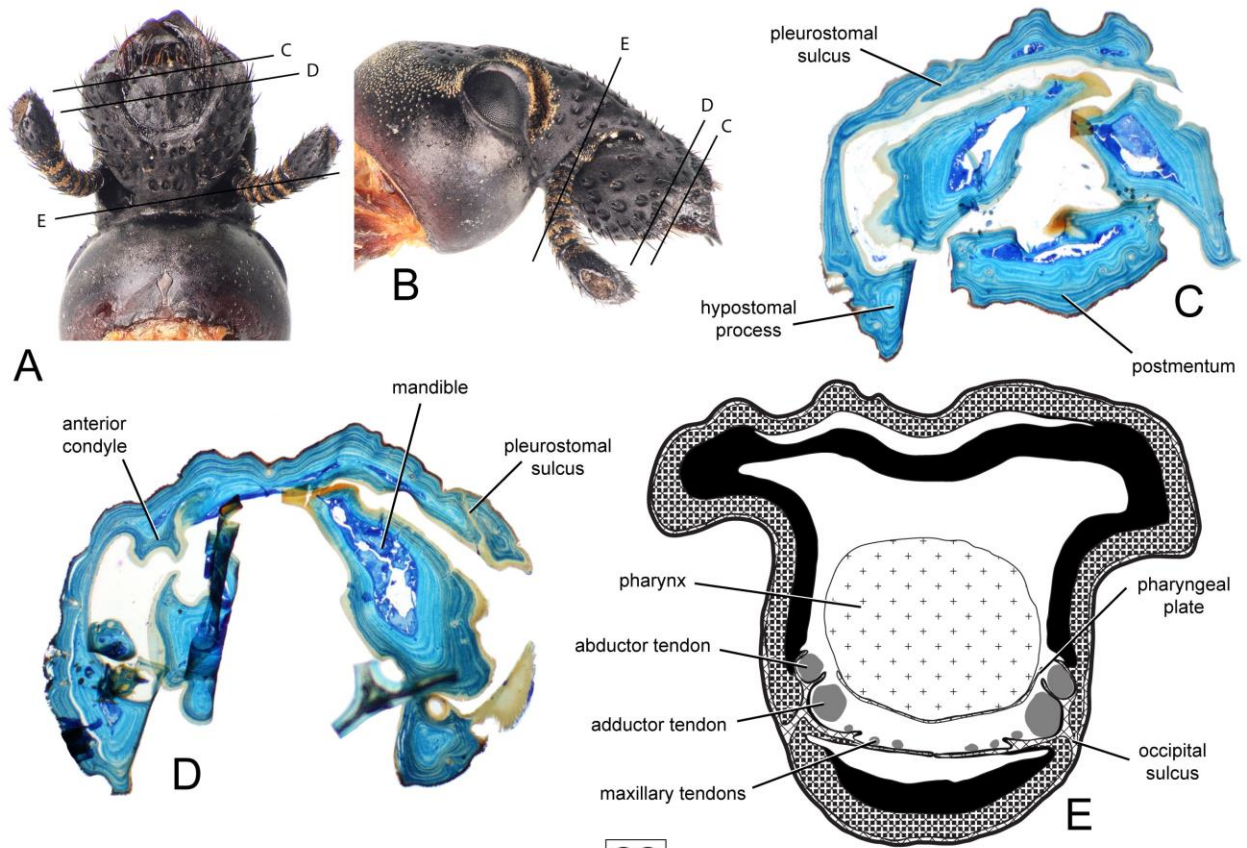 C
D
E
A
E
D
C
B
pleurostomal
sulcus
hypostomal
process
C
postmentum
anterior
condyle
mandible
pleurostomal
sulcus
D
pharynx
abductor tendon
adductor tendon
maxillary tendons
pharyngeal
plate
occipital
sulcus
E